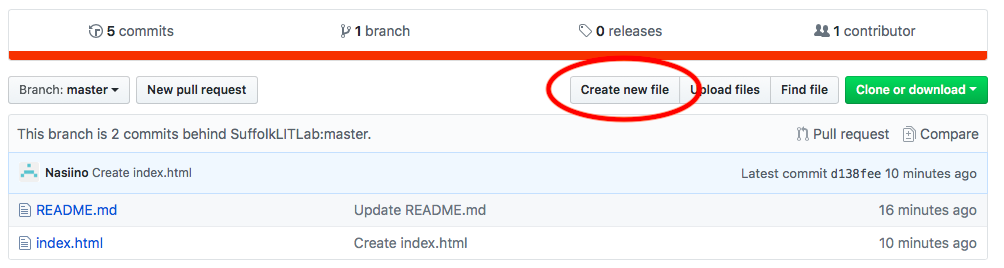 5 commits 1 branch 0 releases 1 contributor
Branch: master New pull request Create new file Upload files Find file Clone or download
This branch is 2 commits behind SuffolkLITLab:master. Pull request Compare
Nasiino Create index.html Latest commit d138fee 10 minutes ago
README.md Update README.md 16 minutes ago
index.html Create index.html 10 minutes ago